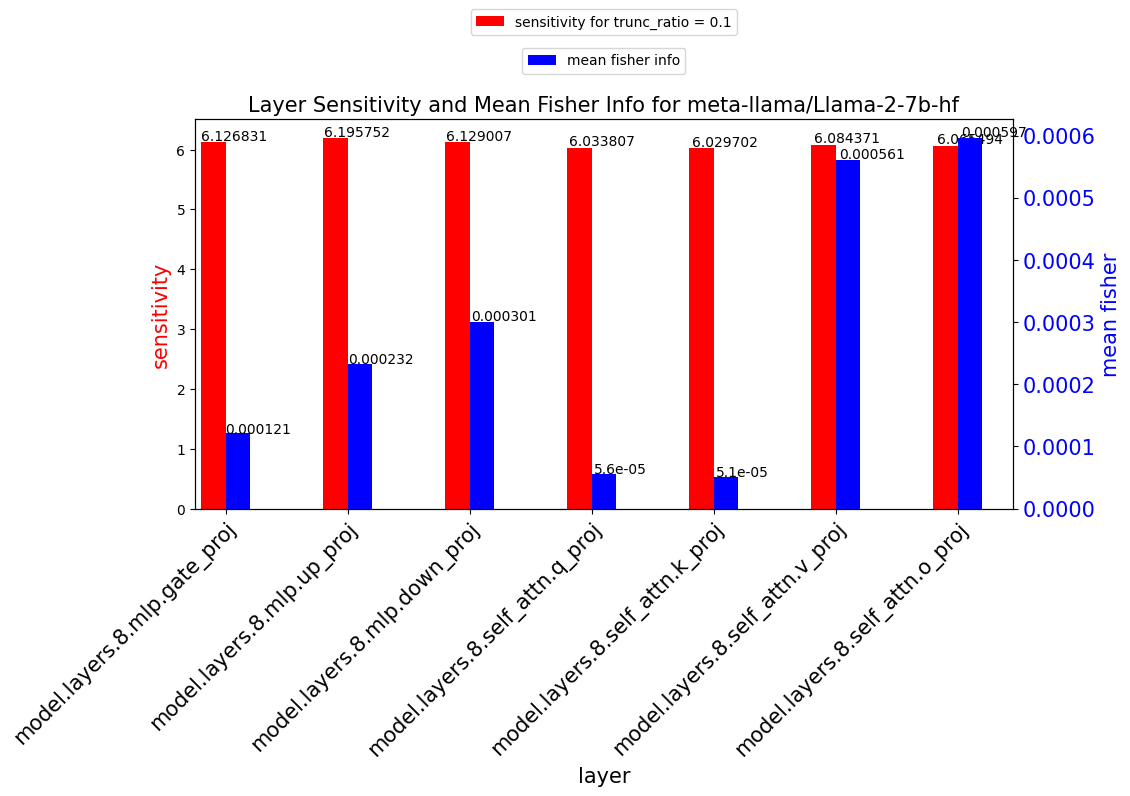 sensitivity for trunc_ratio = 0.1
mean fisher info
Layer Sensitivity and Mean Fisher Info for meta-llama/Llama-2-7b-hf
6.126831
6.195752
6.129007
6.033807
6.029702
6.084371
0.000597
0.000121
0.000232
0.000301
5.6e-05
5.1e-05
0.000561
6
5
4
3
2
1
0
sensitivity
0.0006
0.0005
0.0004
0.0003
0.0002
0.0001
0.0000
mean fisher
model.layers.8.mlp.gate_proj
model.layers.8.mlp.up_proj
model.layers.8.mlp.down_proj
model.layers.8.self_attn.q_proj
model.layers.8.self_attn.k_proj
model.layers.8.self_attn.v_proj
model.layers.8.self_attn.o_proj
layer